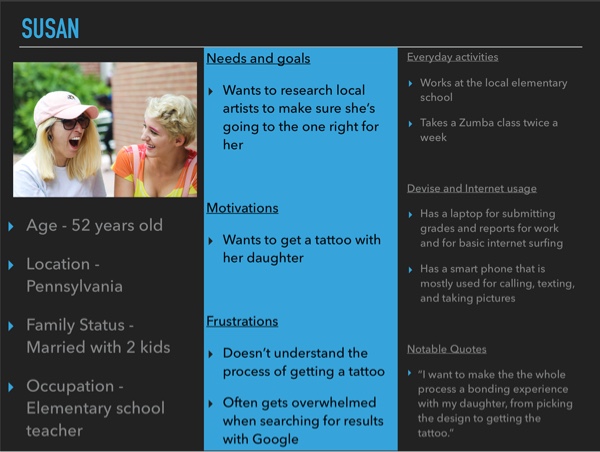 SUSAN
Age - 52 years old
Location -
Pennsylvania
Family Status -
Married with 2 kids
Occupation -
Elementary school
teacher
Needs and goals
Wants to research local
artists to make sure she's
going to the one right for
her
Motivations
Wants to get a tattoo with
her daughter
Frustrations
Doesn't understand the
process of getting a tattoo
Often gets overwhelmed
when searching for results
with Google
Everyday activities
Works at the local elementary
school
Takes a Zumba class twice a
week
Devise and Internet usage
Has a laptop for submitting
grades and reports for work
and for basic internet surfing
Has a smart phone that is
mostly used for calling, texting,
and taking pictures
Notable Quotes
"I want to make the the whole
process a bonding experience
with my daughter, from picking
the design to getting the
tattoo."